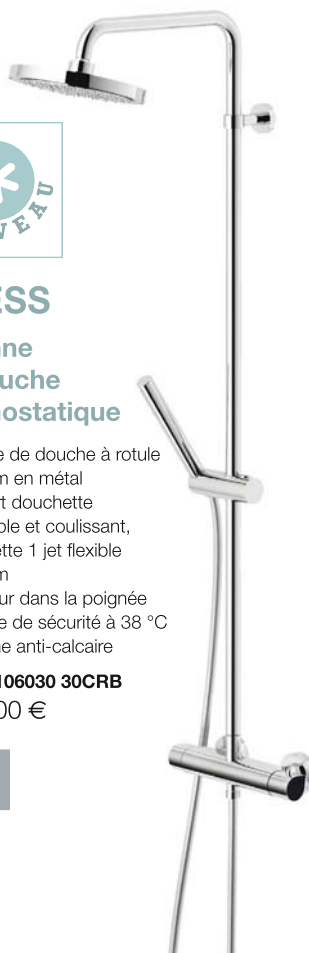 VEAU
ESS
ne
uche
ostatique
e de douche à rotule
m en métal
t douchette
ble et coulissant,
ette 1 jet flexible
m
ur dans la poignée
e de sécurité à 38 °C
e anti-calcaire
106030 30CRB
00 €